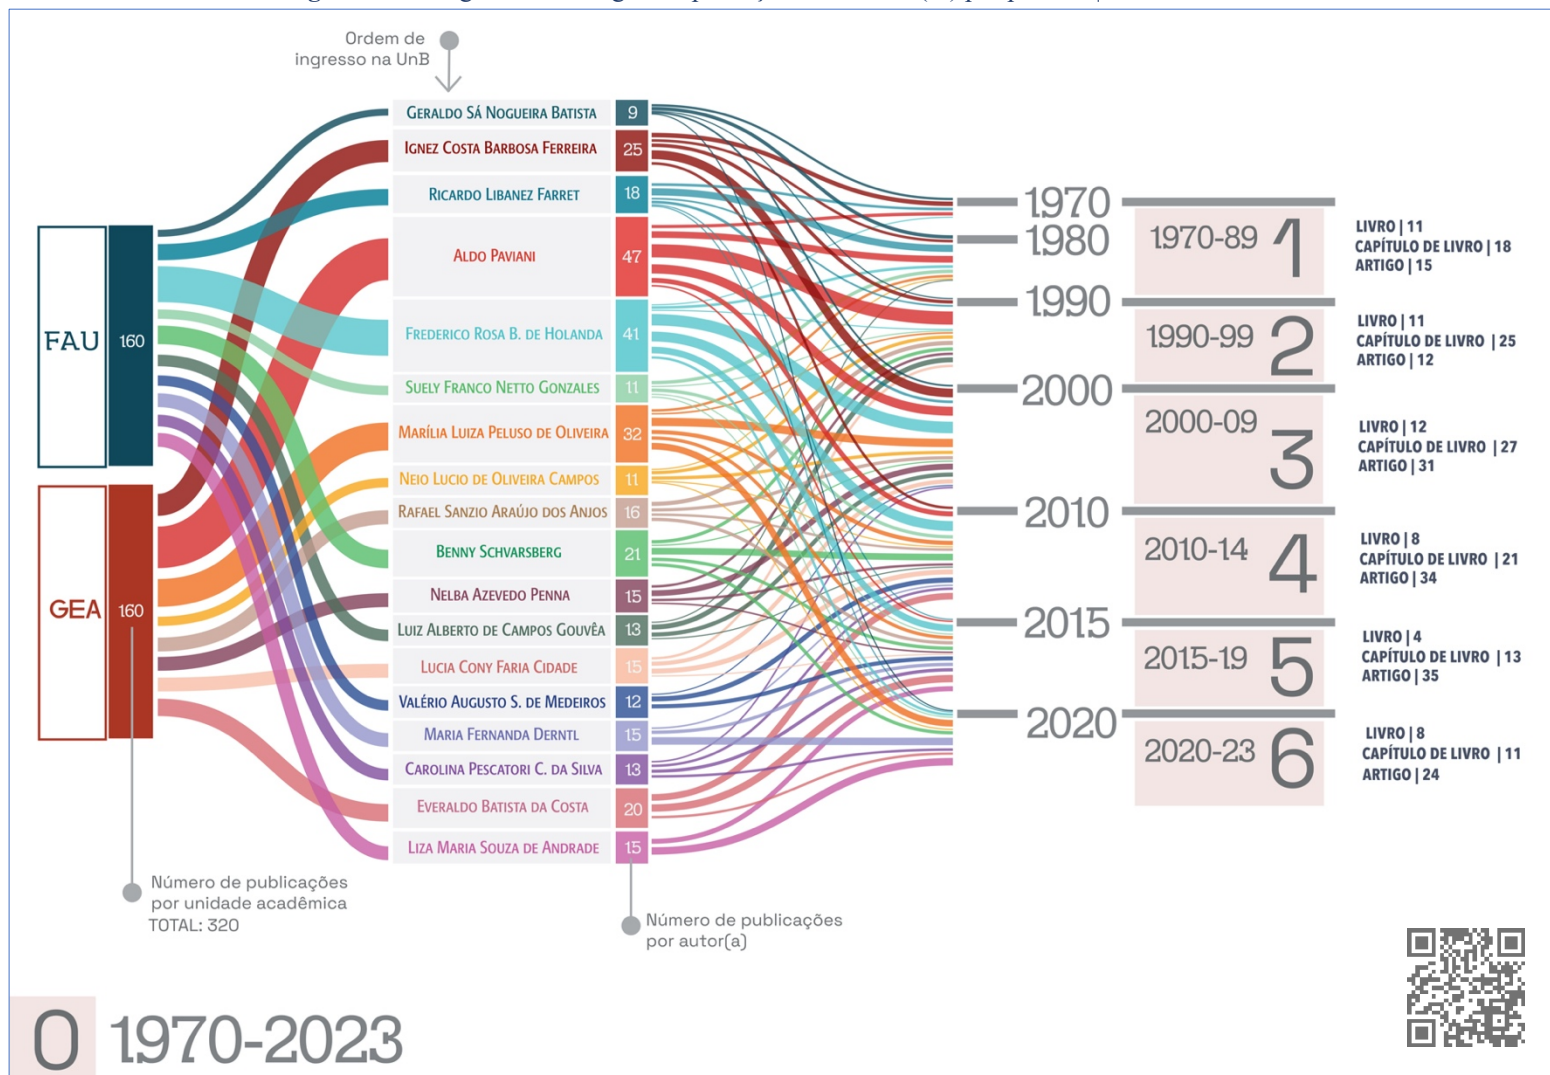 Ordem de
ingresso na UnB
GERALDO SÁ NOGUEIRA BATISTA 9
IGNEZ COSTA BARBOSA FERREIRA 25
RICARDO LIBANEZ FARRET 18
ALDO PAVIANI 47
FREDERICO ROSA B. DE HOLANDA 41
SUELY FRANCO NETTO GONZALES 11
MARÍLIA LUIZA PELUSO DE OLIVEIRA 32
NEIO LUCIO DE OLIVEIRA CAMPOS 11
RAFAEL SANZIO ARAÚJO DOS ANJOS 16
BENNY SCHVARSBERG 21
NELBA AZEVEDO PENNA 15
LUIZ ALBERTO DE CAMPOS GOUVÊA 13
LUCIA CONY FARIA CIDADE 15
VALÉRIO AUGUSTO S. DE MEDEIROS 12
MARIA FERNANDA DERNTL 15
CAROLINA PESCATORI C. DA SILVA 13
EVERALDO BATISTA DA COSTA 20
LIZA MARIA SOUZA DE ANDRADE 15
FAU 160
GEA 160
Número de publicações
por unidade acadêmica
TOTAL: 320
Número de publicações
por autor(a)
1970
1980
1990
2000
2010
2015
2020
1970-89 1
LIVRO | 11
CAPÍTULO DE LIVRO | 18
ARTIGO | 15
1990-99 2
LIVRO | 11
CAPÍTULO DE LIVRO | 25
ARTIGO | 12
2000-09 3
LIVRO | 12
CAPÍTULO DE LIVRO | 27
ARTIGO | 31
2010-14 4
LIVRO | 8
CAPÍTULO DE LIVRO | 21
ARTIGO | 34
2015-19 5
LIVRO | 4
CAPÍTULO DE LIVRO | 13
ARTIGO | 35
2020-23 6
LIVRO | 8
CAPÍTULO DE LIVRO | 11
ARTIGO | 24
0 1970-2023